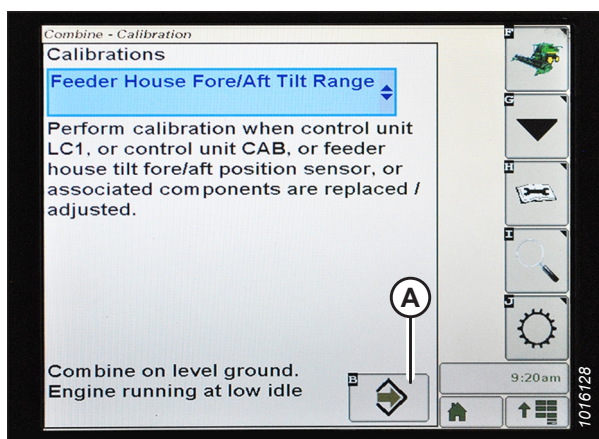 Combine - Calibration
Calibrations
Feeder House Fore/Aft Tilt Range
Perform calibration when control unit
LC1, or control unit CAB, or feeder
house tilt fore/aft position sensor, or
associated components are replaced /
adjusted.
Combine on level ground.
Engine running at low idle
B
A
F
G
H
I
J
9:20am
1016128